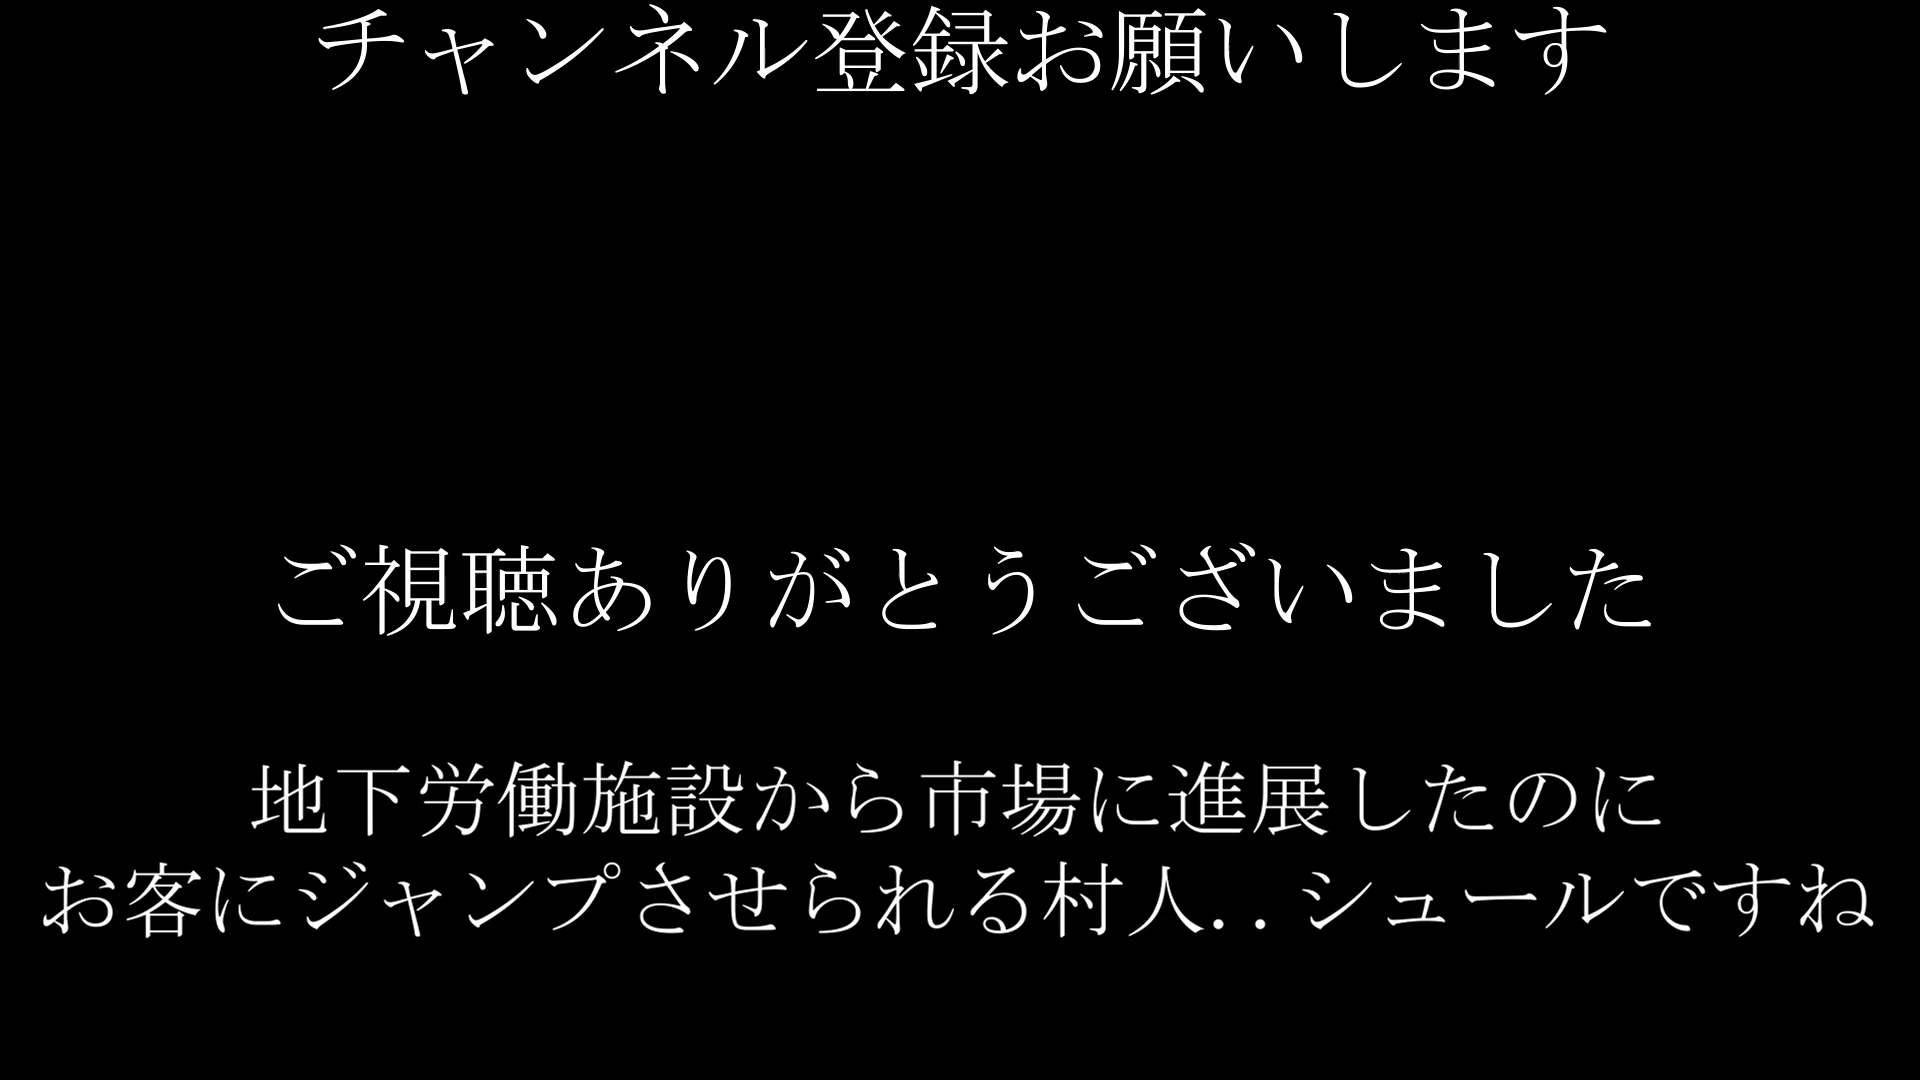 チャンネル登録お願いします
ご視聴ありがとうございました
地下労働施設から市場に進展したのに
お客にジャンプさせられる村人..シュールですね